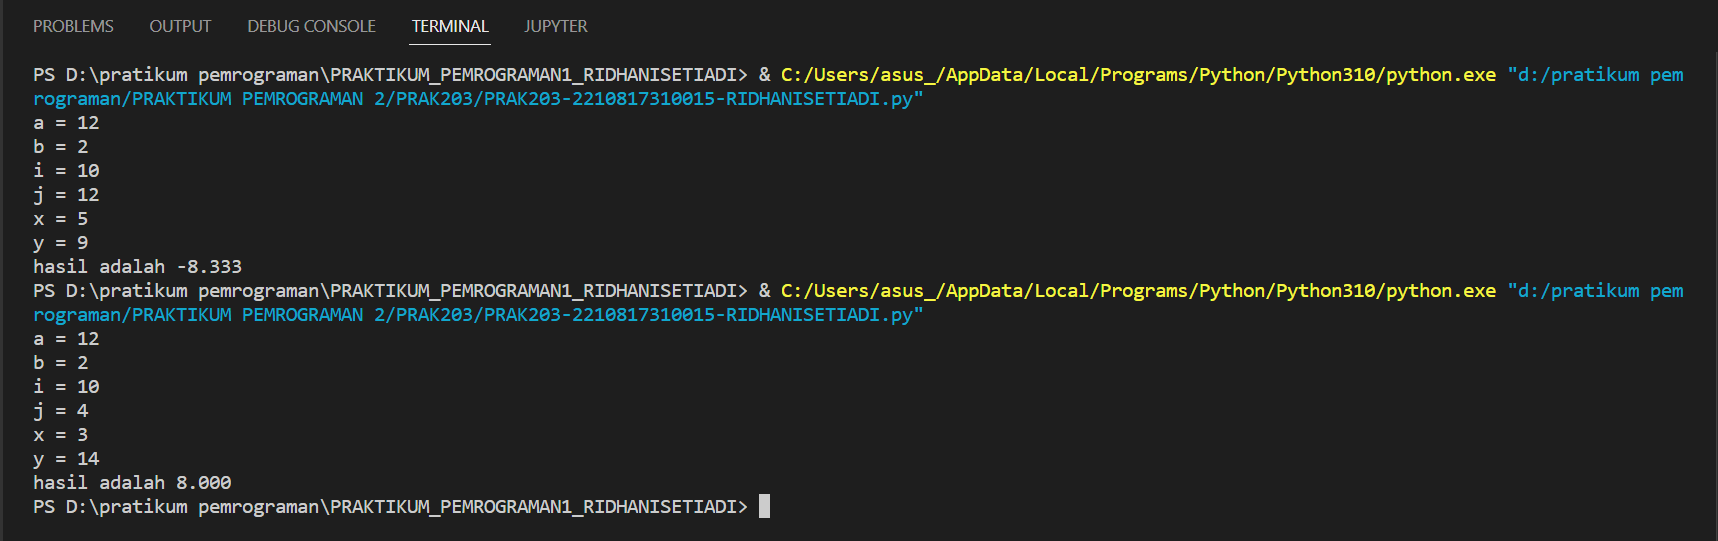 PROBLEMS OUTPUT DEBUG CONSOLE TERMINAL JUPYTER
PS D:\pratikum pemrograman\PRAKTIKUM_PEMROGRAMAN1_RIDHANISETIADI> & C:/Users/asus_/AppData/Local/Programs/Python/Python310/python.exe "d:/pratikum pem
rograman/PRAKTIKUM PEMROGRAMAN 2/PRAK203/PRAK203-2210817310015-RIDHANISETIADI.py"
a = 12
b = 2
i = 10
j = 12
x = 5
y = 9
hasil adalah -8.333
PS D:\pratikum pemrograman\PRAKTIKUM_PEMROGRAMAN1_RIDHANISETIADI> & C:/Users/asus_/AppData/Local/Programs/Python/Python310/python.exe "d:/pratikum pem
rograman/PRAKTIKUM PEMROGRAMAN 2/PRAK203/PRAK203-2210817310015-RIDHANISETIADI.py"
a = 12
b = 2
i = 10
j = 4
x = 3
y = 14
hasil adalah 8.000
PS D:\pratikum pemrograman\PRAKTIKUM_PEMROGRAMAN1_RIDHANISETIADI>